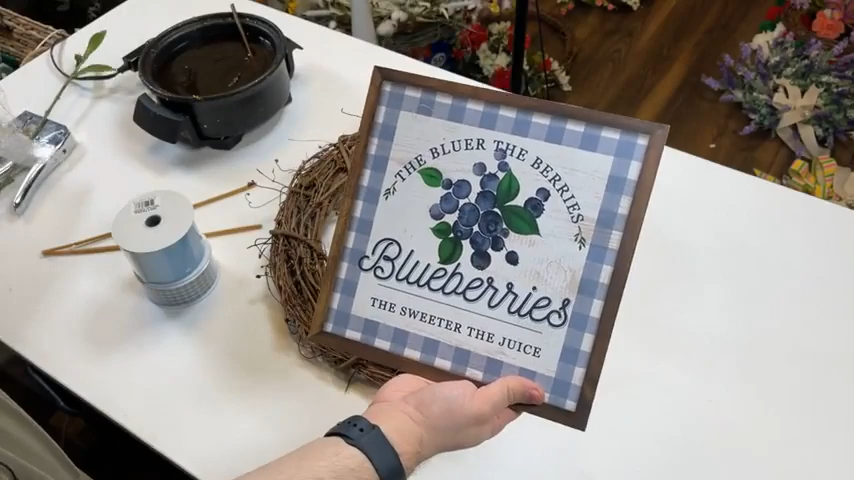 THE BLUER THE BERRIES
Blueberries
THE SWEETER THE JUICE